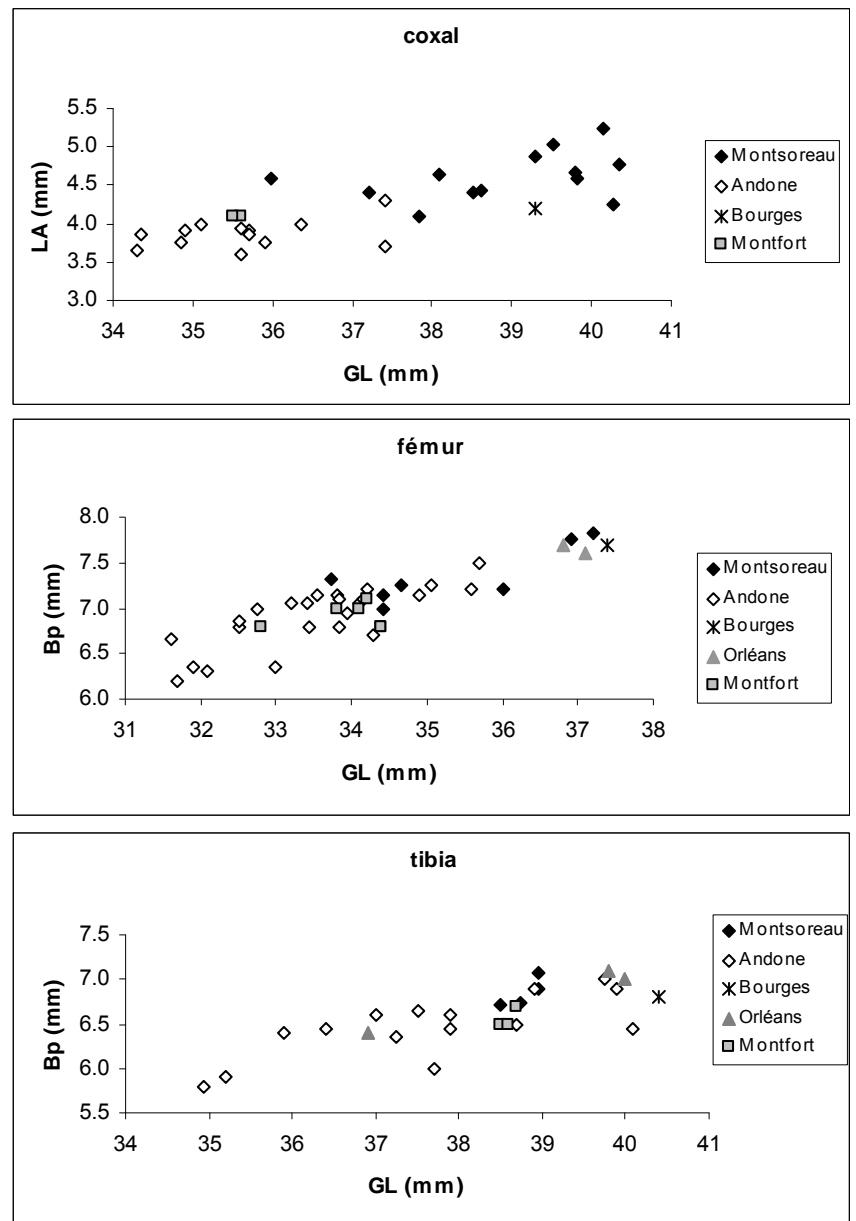 coxal
5.5
5.0
4.5
4.0
3.5
3.0
LA (mm)
34 35 36 37 38 39 40 41
GL (mm)
Montsoreau
Andone
Bourges
Montfort
fémur
8.0
7.5
7.0
6.5
6.0
Bp (mm)
31 32 33 34 35 36 37 38
GL (mm)
Montsoreau
Andone
Bourges
Orléans
Montfort
tibia
7.5
7.0
6.5
6.0
5.5
Bp (mm)
34 35 36 37 38 39 40 41
GL (mm)
Montsoreau
Andone
Bourges
Orléans
Montfort